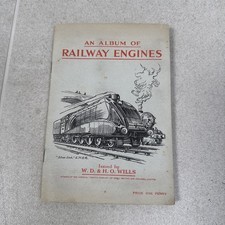 AN ALBUM OF
RAILWAY ENGINES
Issued by
W. D. & H. O. WILLS
PRICE ONE PENNY